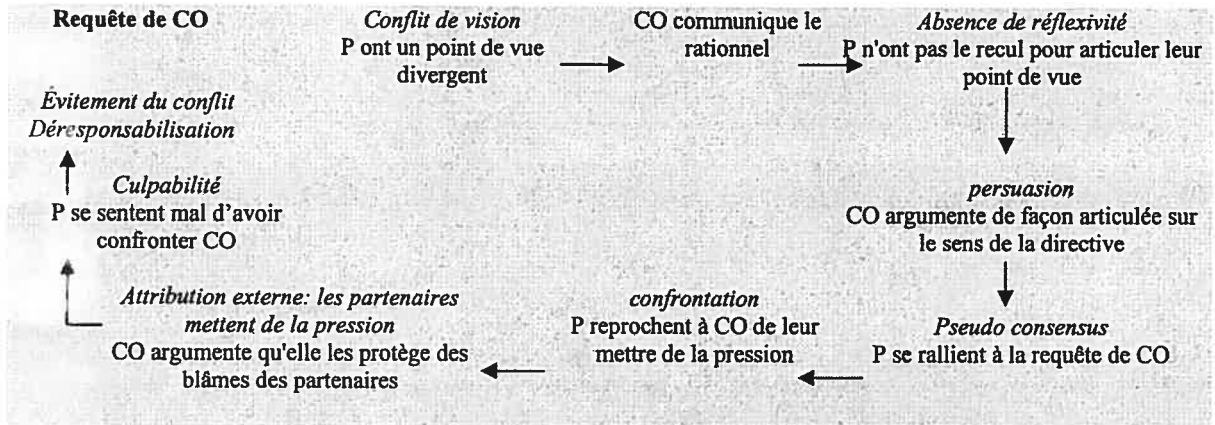 Requête de CO
Conflit de vision
P ont un point de vue
divergent
CO communique le
rationnel
Absence de réflexivité
P n'ont pas le recul pour articuler leur
point de vue
persuasion
CO argumente de façon articulée sur
le sens de la directive
Pseudo consensus
P se rallient à la requête de CO
confrontation
P reprochent à CO de leur
mettre de la pression
Attribution externe: les partenaires
mettent de la pression
CO argumente qu'elle les protège des
blâmes des partenaires
Culpabilité
P se sentent mal d'avoir
confronter CO
Évitement du conflit
Déresponsabilisation